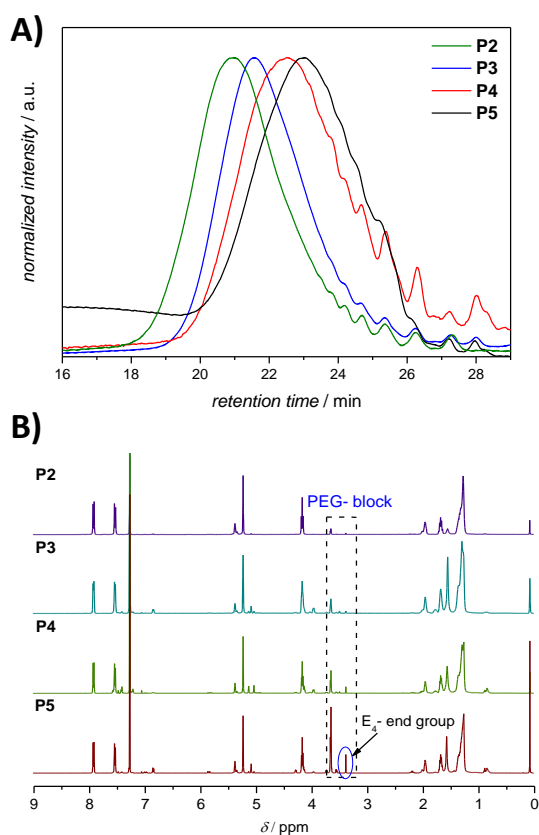 A)
P2
P3
P4
P5
normalized intensity / a.u.
16 18 20 22 24 26 28
retention time / min
B)
P2
PEG- block
P3
P4
P5
E4- end group
9 8 7 6 5 4 3 2 1 0
δ / ppm